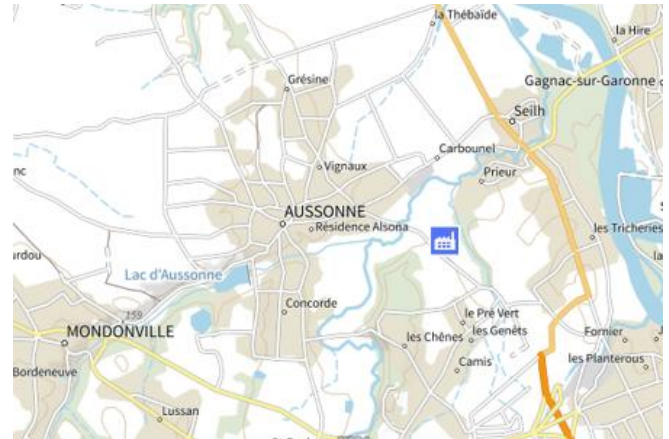 la Thébaïde
la Hire
Grésine
Gagnac-sur-Garonne
Seilh
Carbounel
Vignaux
Prieur
AUSSONNE
Résidence Alsona
les Tricheries
Lac d'Aussonne
159
Concorde
le Pré Vert
MONDONVILLE
les Chênes
les Genêts
Fornier
Bordeneuve
Camis
les Planterous
Lussan